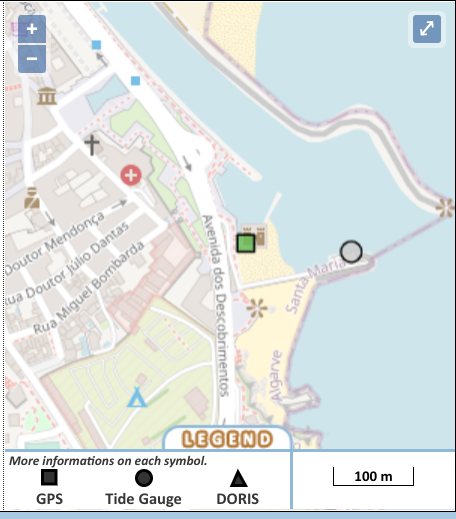 +
−
Doutor Mendonça
Rua Doutor Júlio Dantas
Rua Miguel Bombarda
Avenida dos Descobrimentos
Santa Maria
Algarve
LEGEND
More informations on each symbol.
GPS
Tide Gauge
DORIS
100 m